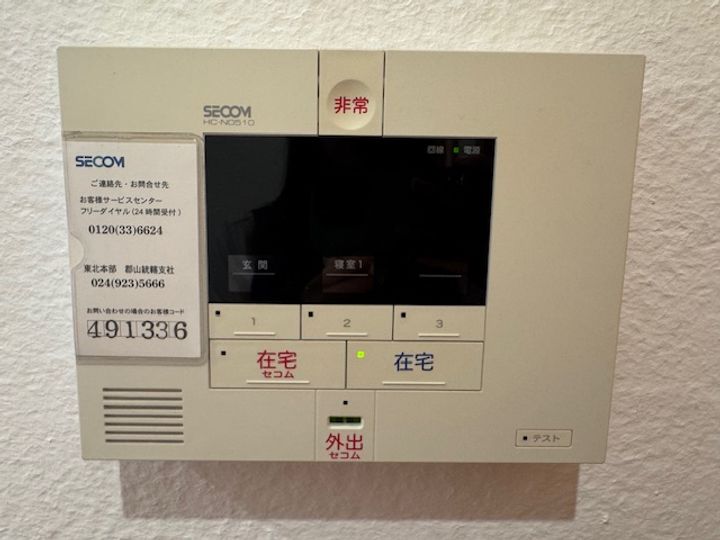 非常
SECOM
HC-N0510
回線 電源
SECOM
ご連絡先・お問合せ先
お客様サービスセンター
フリーダイヤル(24時間受付)
0120(33)6624
東北本部 郡山統轄支社
024(923)5666
お問い合わせの場合のお客様コード
491336
玄関 寝室1
1 2 3
在宅
セコム
在宅
外出
セコム
テスト